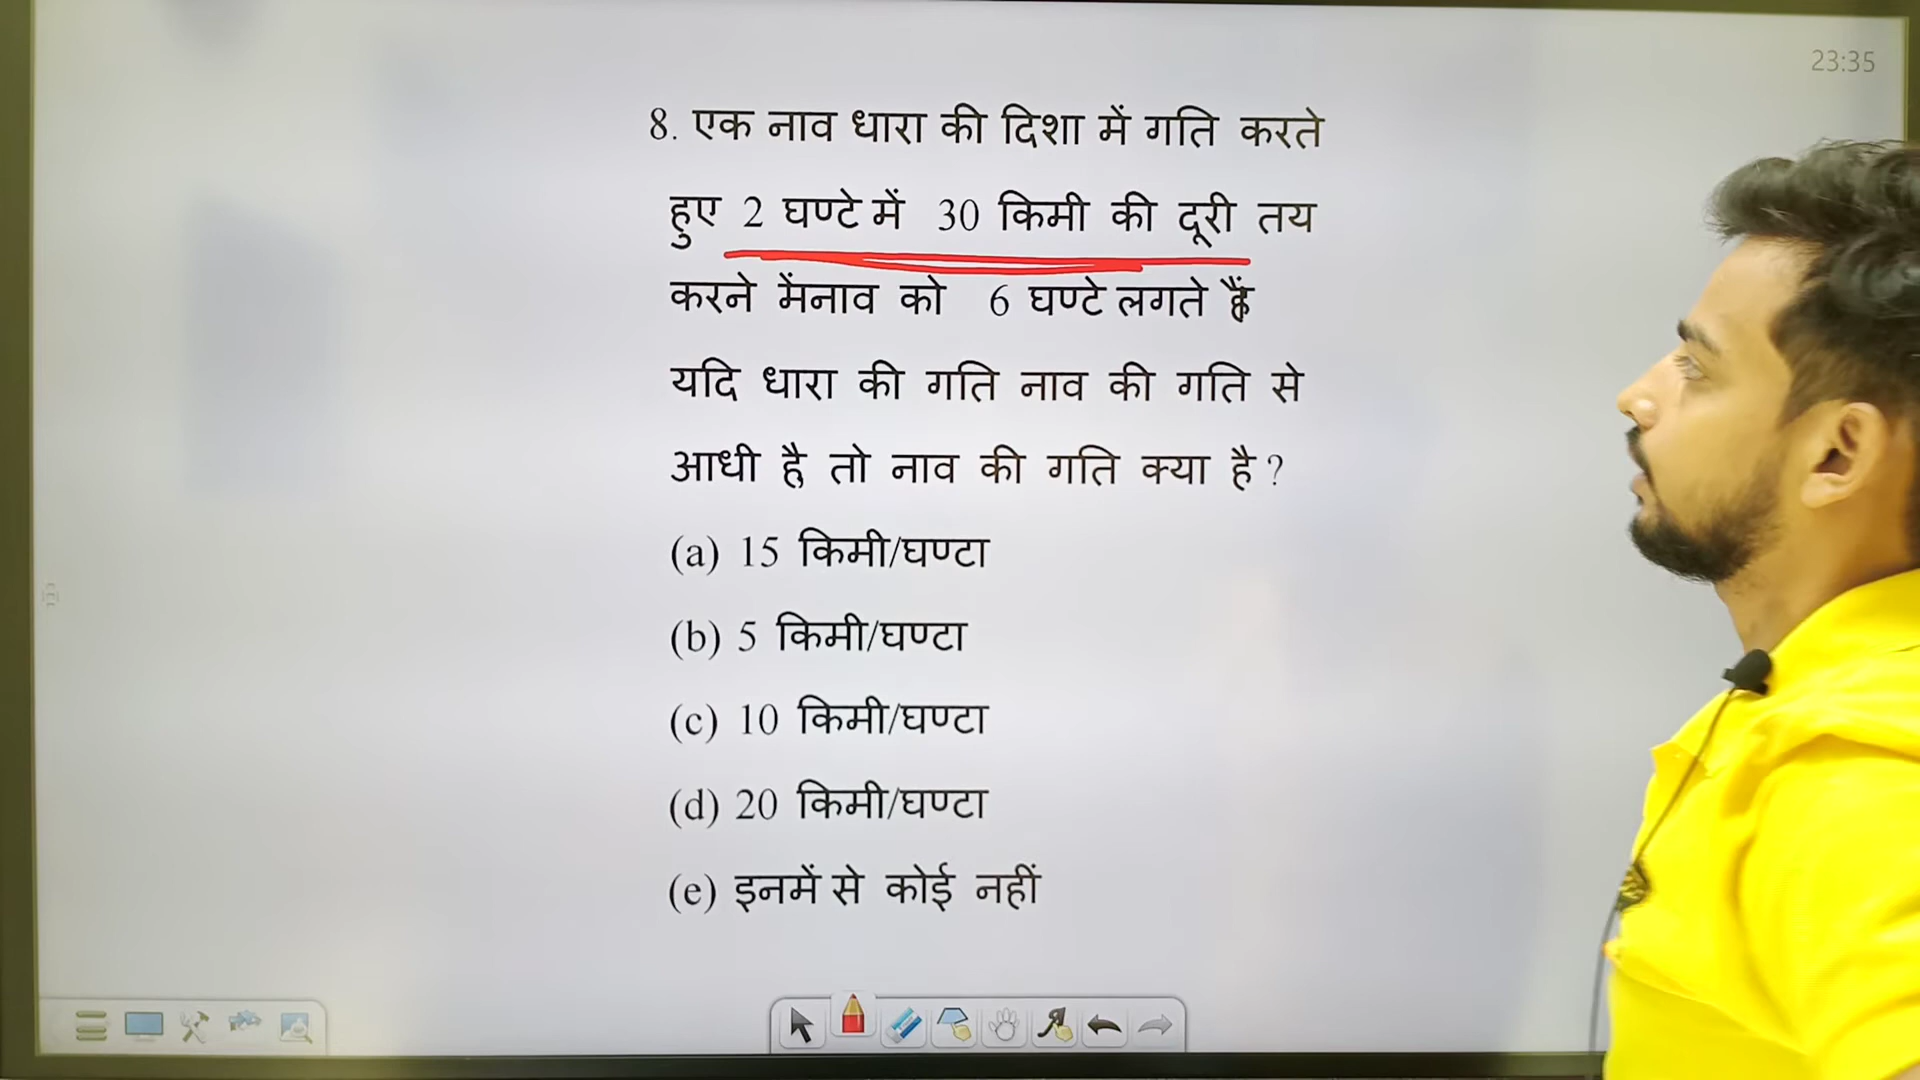 23:35
8. एक नाव धारा की दिशा में गति करते
हुए 2 घण्टे में 30 किमी की दूरी तय
करने मेंनाव को 6 घण्टे लगते हैं
यदि धारा की गति नाव की गति से
आधी है, तो नाव की गति क्या है ?
(a) 15 किमी/घण्टा
(b) 5 किमी/घण्टा
(c) 10 किमी/घण्टा
(d) 20 किमी/घण्टा
(e) इनमें से कोई नहीं